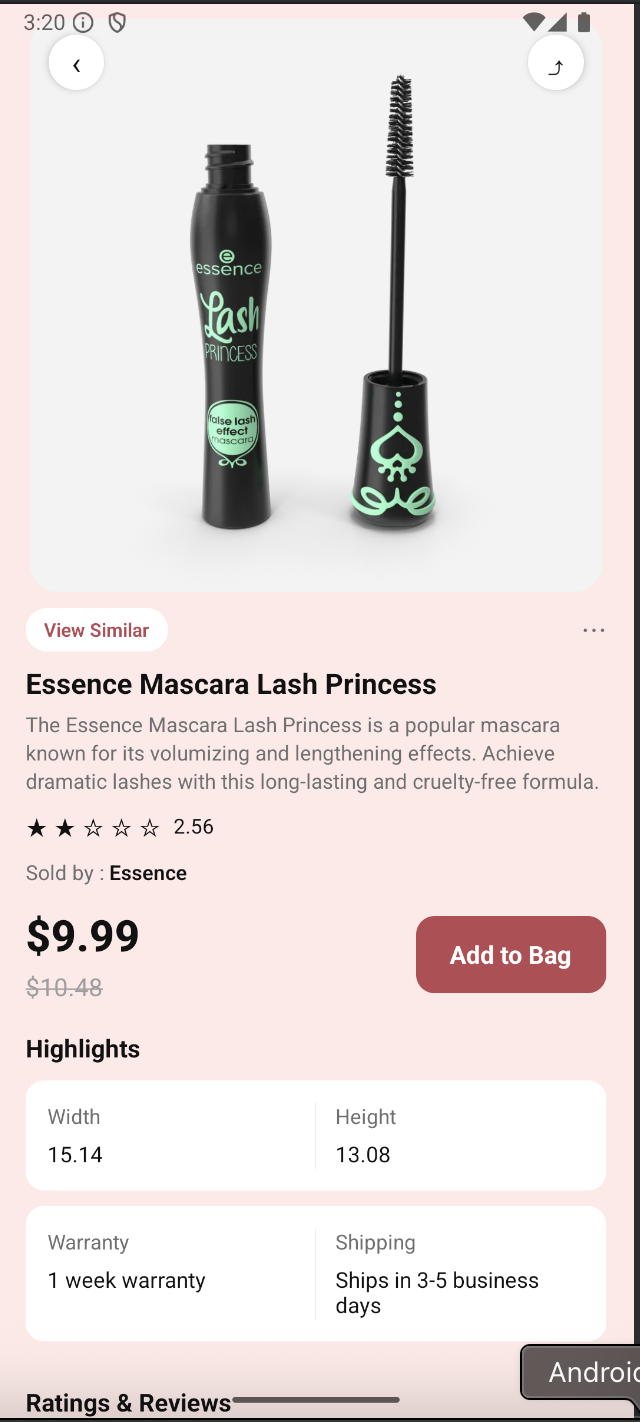 3:20
essence
Lash
PRINCESS
false lash
effect
mascara
View Similar
Essence Mascara Lash Princess
The Essence Mascara Lash Princess is a popular mascara
known for its volumizing and lengthening effects. Achieve
dramatic lashes with this long-lasting and cruelty-free formula.
★ ★ ☆ ☆ ☆ 2.56
Sold by : Essence
$9.99
Add to Bag
$10.48
Highlights
Width
Height
15.14
13.08
Warranty
Shipping
1 week warranty
Ships in 3-5 business
days
Ratings & Reviews